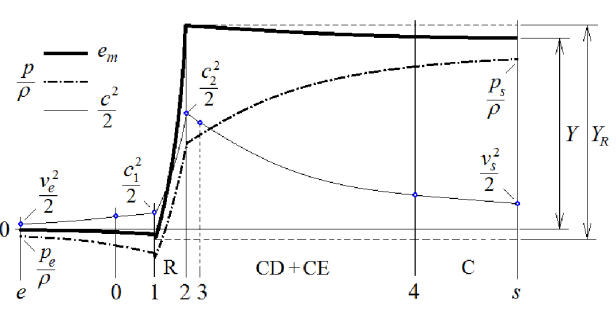 e_m
p/ρ
c²/2
c₂²/2
p_s/ρ
Y
Y_R
v_e²/2
c₁²/2
v_s²/2
0
p_e/ρ
R
CD+CE
C
e
0
1
2
3
4
s